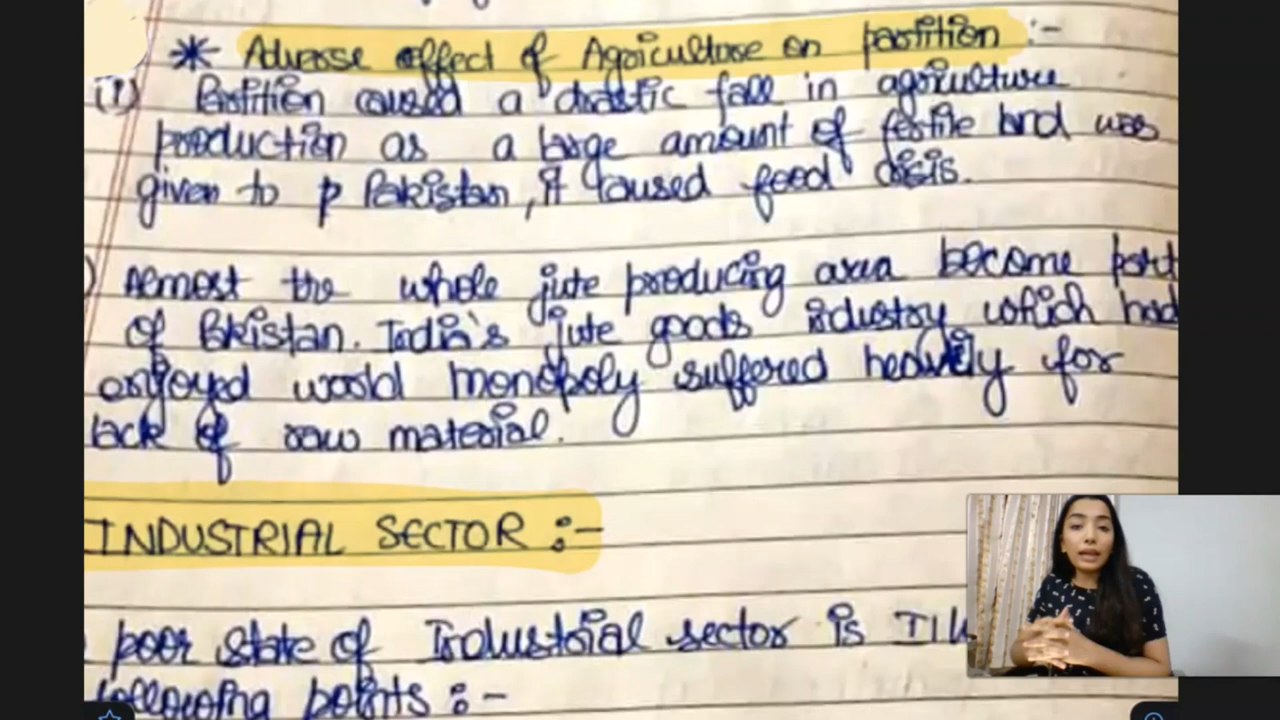 * Adverse effect of Agriculture on partition :-
(1) Partition caused a drastic fall in agriculture
production as a large amount of fertile land was
given to p Pakistan, it caused food crisis.
) Almost the whole jute producing area become part
of Pakistan. India's jute goods industry which had
enjoyed world monopoly suffered heavily for
lack of raw material.
INDUSTRIAL SECTOR :-
poor state of Industrial sector is
following points :-